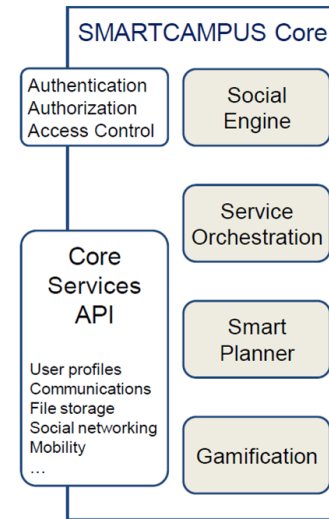 SMARTCAMPUS Core
Authentication
Authorization
Access Control
Social
Engine
Service
Orchestration
Core
Services
API
User profiles
Communications
File storage
Social networking
Mobility
…
Smart
Planner
Gamification